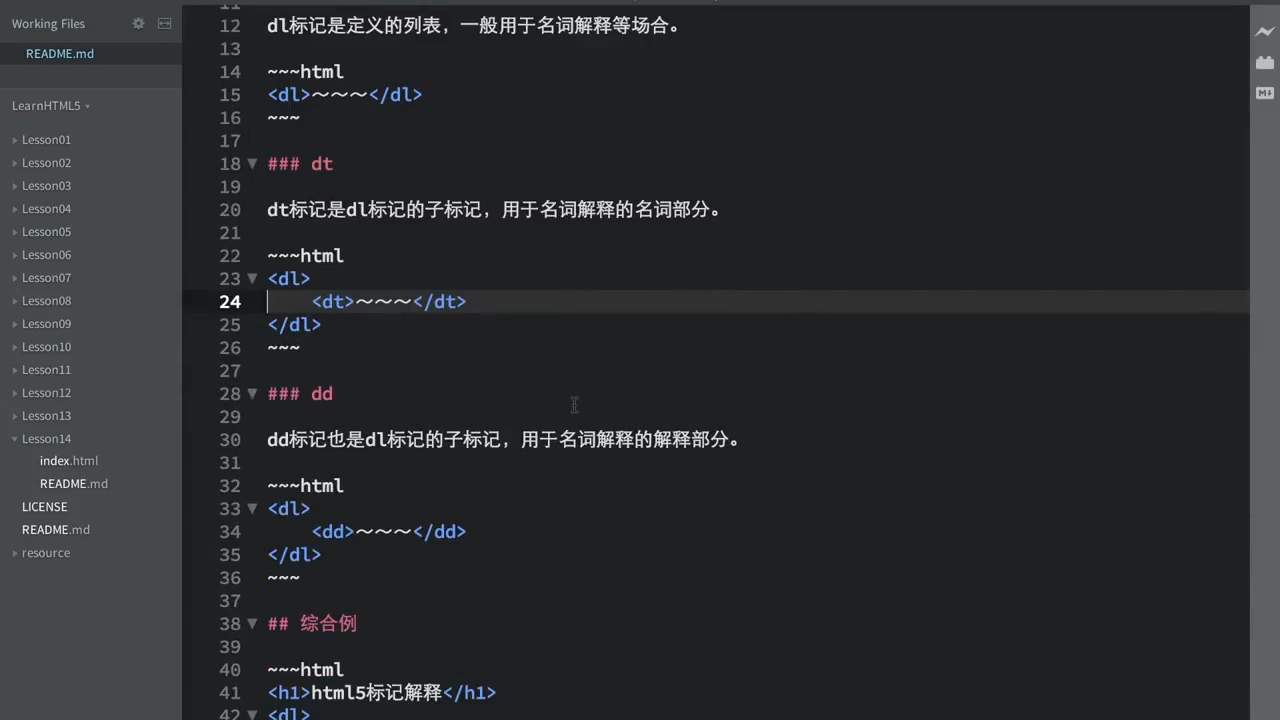 Working Files
README.md
LearnHTML5
Lesson01
Lesson02
Lesson03
Lesson04
Lesson05
Lesson06
Lesson07
Lesson08
Lesson09
Lesson10
Lesson11
Lesson12
Lesson13
Lesson14
index.html
README.md
LICENSE
README.md
resource
11
12 dl标记是定义的列表，一般用于名词解释等场合。
13
14 ~~~html
15 <dl>～～～</dl>
16 ~~~
17
18 ### dt
19
20 dt标记是dl标记的子标记，用于名词解释的名词部分。
21
22 ~~~html
23 <dl>
24 <dt>～～～</dt>
25 </dl>
26 ~~~
27
28 ### dd
29
30 dd标记也是dl标记的子标记，用于名词解释的解释部分。
31
32 ~~~html
33 <dl>
34 <dd>～～～</dd>
35 </dl>
36 ~~~
37
38 ## 综合例
39
40 ~~~html
41 <h1>html5标记解释</h1>
42 <dl>
M